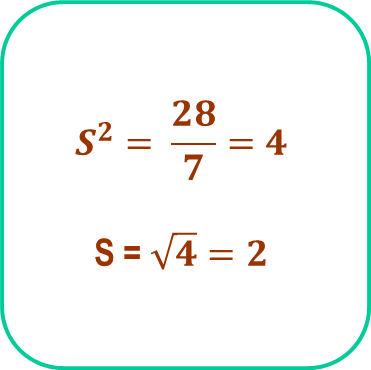 S² = 28/7 = 4
S = √4 = 2